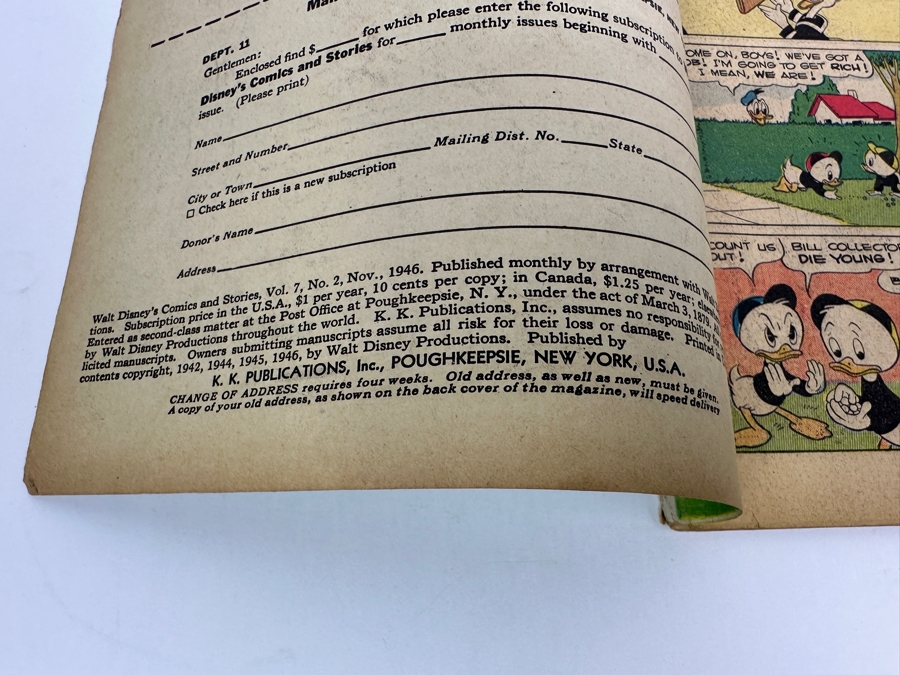 DEPT. 11
Gentlemen:
Enclosed find $ for which please enter the following subscription
Disney's Comics and Stories for monthly issues beginning with
issue. (Please print)
Name
Street and Number
City or Town Mailing Dist. No. State
Check here if this is a new subscription
Donor's Name
Address
Walt Disney's Comics and Stories, Vol. 7, No. 2, Nov., 1946. Published monthly by arrangement with
tions. Subscription price in the U.S.A., $1 per year, 10 cents per copy; in Canada, $1.25 per year;
Entered as second-class matter at the Post Office at Poughkeepsie, N. Y., under the act of March 3, 1879.
by Walt Disney Productions throughout the world. K. K. Publications, Inc., assumes no responsibility
licited manuscripts. Owners submitting manuscripts assume all risk for their loss or damage. Printed
contents copyright, 1942, 1944, 1945, 1946, by Walt Disney Productions. Published by
K. K. PUBLICATIONS, Inc., POUGHKEEPSIE, NEW YORK, U.S.A.
CHANGE OF ADDRESS requires four weeks. Old address, as well as new, must be given.
A copy of your old address, as shown on the back cover of the magazine, will speed delivery
OME ON, BOYS! WE'VE GOT A
OB! I'M GOING TO GET RICH!
I MEAN, WE ARE!
COUNT US
OUT!
BILL COLLECTOR
DIE YOUNG!